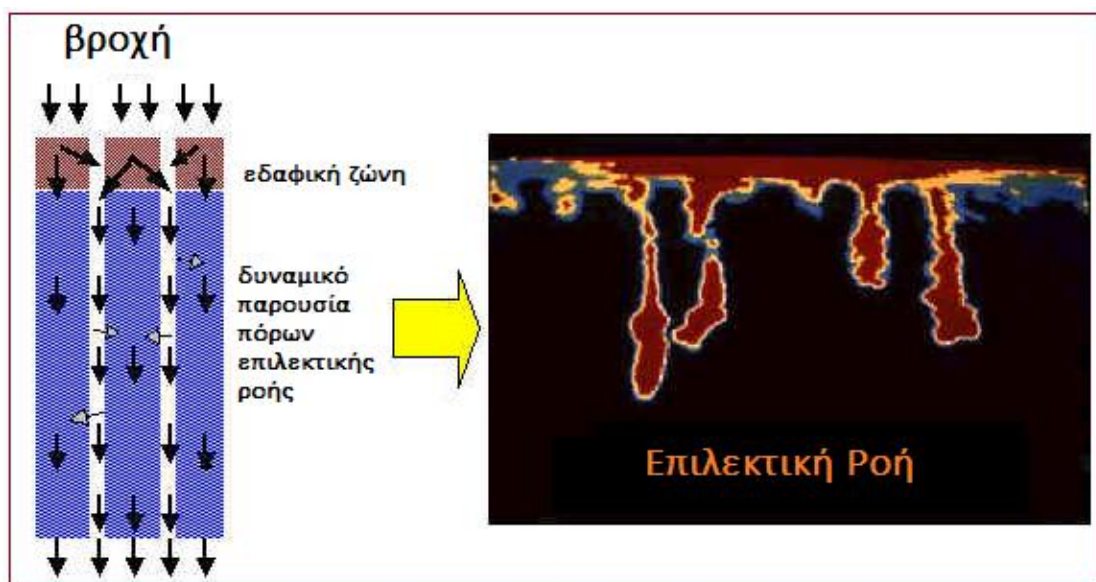 βροχή
εδαφική ζώνη
δυναμικό
παρουσία
πόρων
επιλεκτικής
ροής
Επιλεκτική Ροή